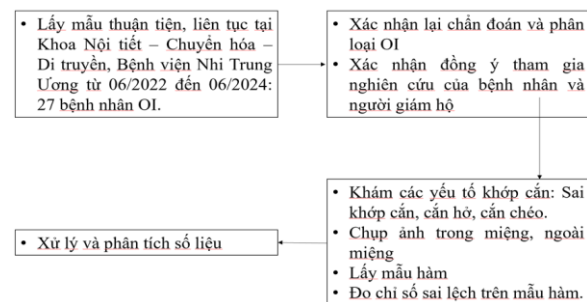 • Lấy mẫu thuận tiện, liên tục tại
Khoa Nội tiết – Chuyển hóa –
Di truyền, Bệnh viện Nhi Trung
Ương từ 06/2022 đến 06/2024:
27 bệnh nhân OI.
• Xác nhận lại chẩn đoán và phân
loại OI
• Xác nhận đồng ý tham gia
nghiên cứu của bệnh nhân và
người giám hộ
• Khám các yếu tố khớp cắn: Sai
khớp cắn, cắn hở, cắn chéo.
• Chụp ảnh trong miệng, ngoài
miệng
• Lấy mẫu hàm
• Đo chỉ số sai lệch trên mẫu hàm.
• Xử lý và phân tích số liệu